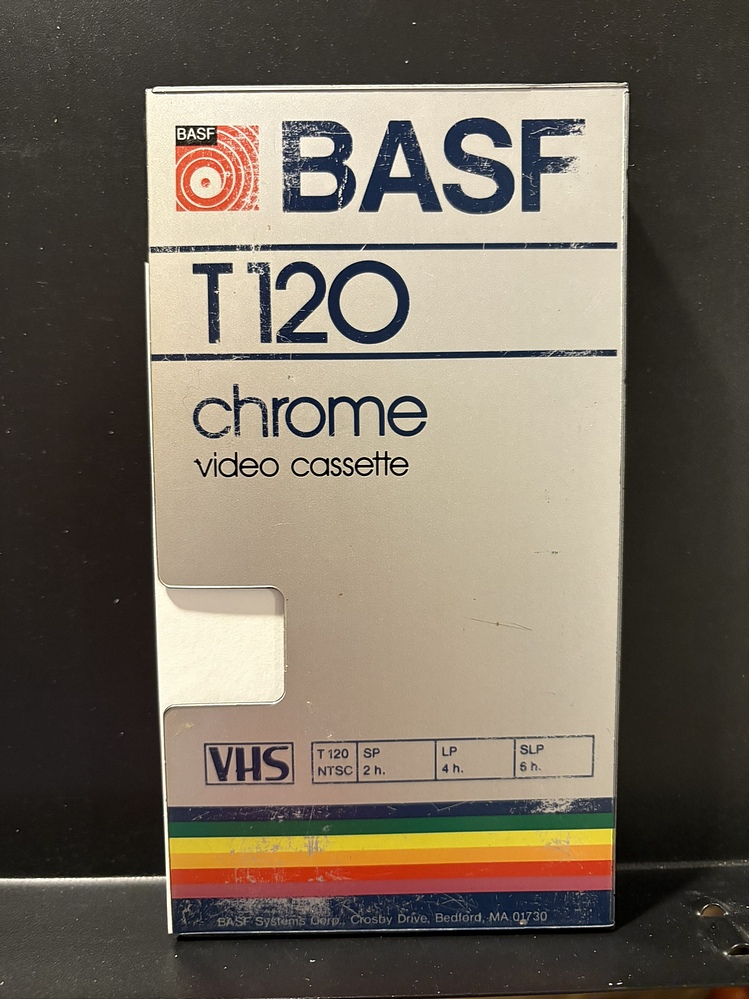 BASF
BASF
T120
chrome
video cassette
VHS
T 120 SP LP SLP
NTSC 2 h. 4 h. 6 h.
BASF Systems Corp., Crosby Drive, Bedford, MA 01730